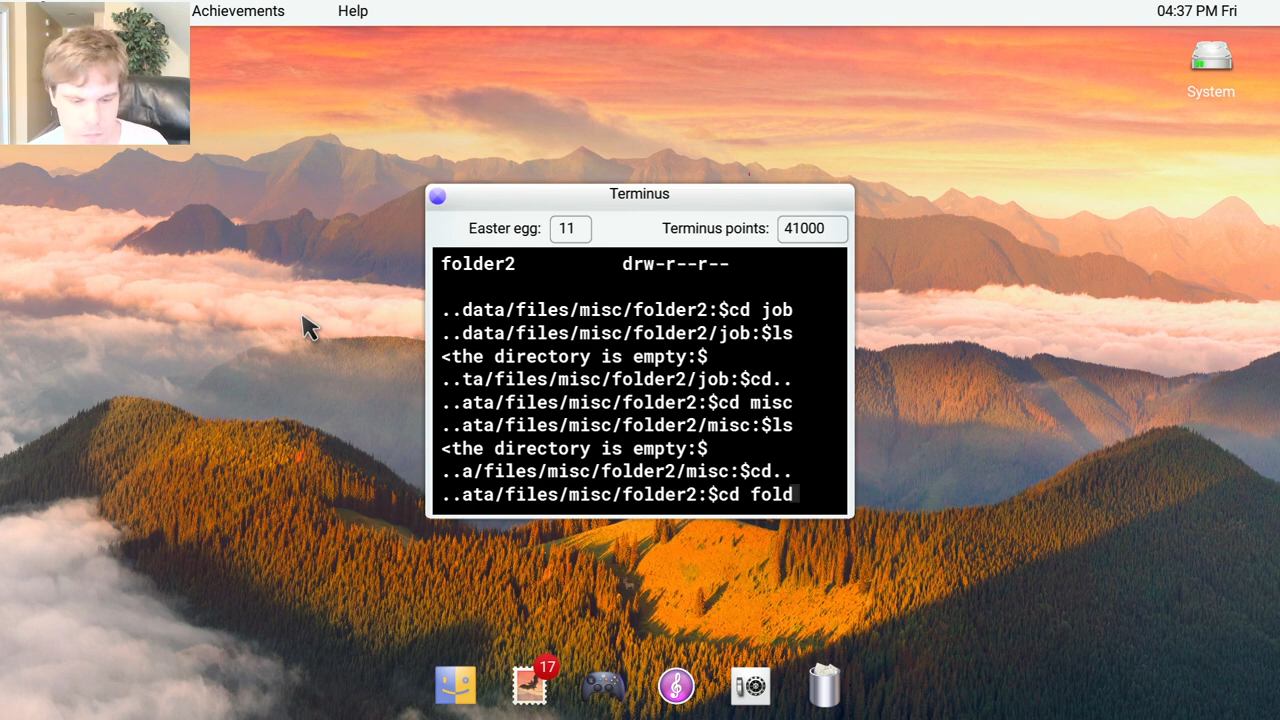 Achievements Help 04:37 PM Fri
System
Terminus
Easter egg: 11 Terminus points: 41000
folder2 drw-r--r--
..data/files/misc/folder2:$cd job
..data/files/misc/folder2/job:$ls
<the directory is empty:$
..ta/files/misc/folder2/job:$cd..
..ata/files/misc/folder2:$cd misc
..ata/files/misc/folder2/misc:$ls
<the directory is empty:$
..a/files/misc/folder2/misc:$cd..
..ata/files/misc/folder2:$cd fold
17